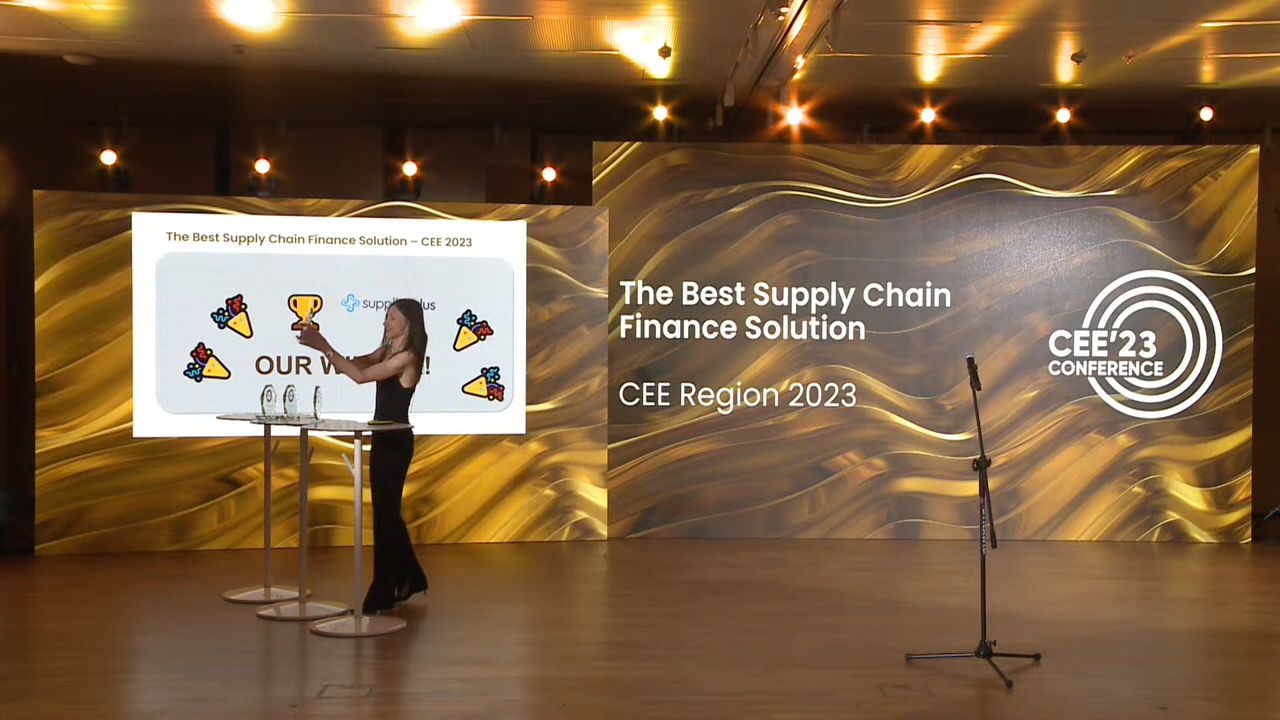 The Best Supply Chain Finance Solution – CEE 2023
OUR
The Best Supply Chain
Finance Solution
CEE Region 2023
CEE'23
CONFERENCE